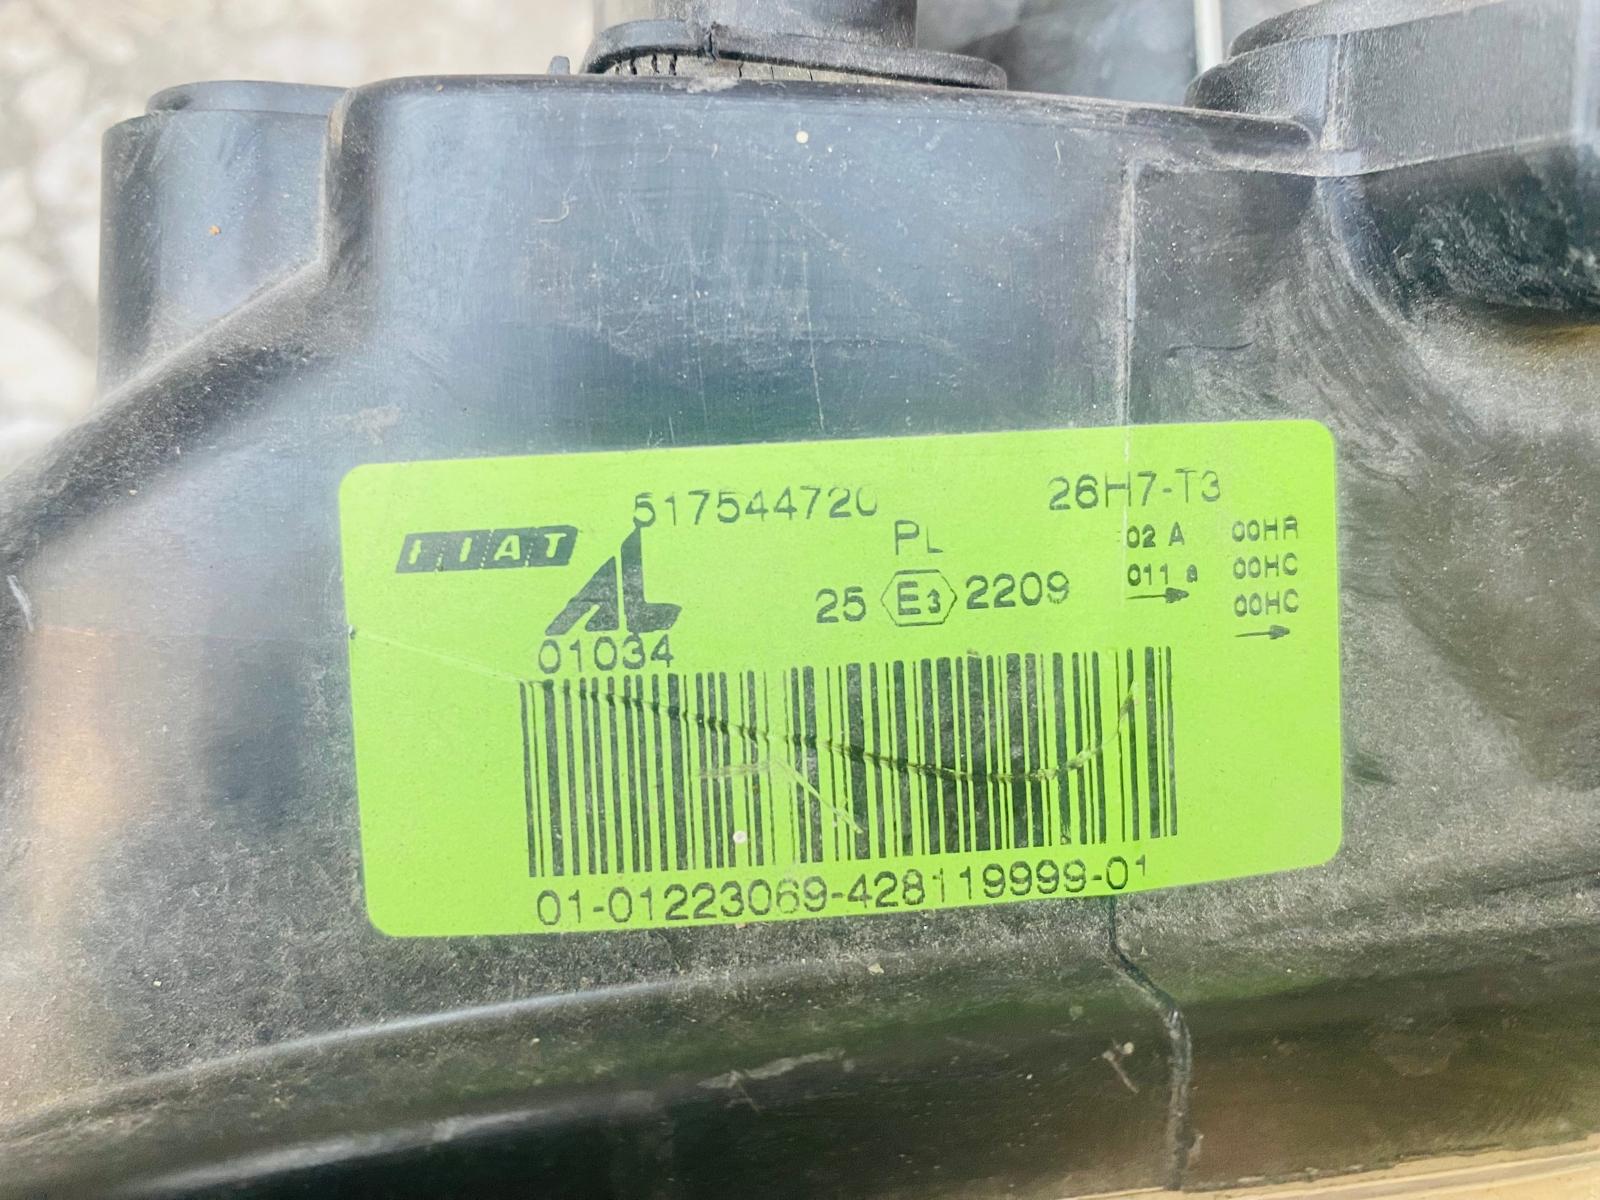 517544720
26H7-T3
FIAT AL
PL
02 A 00HR
011 a 00HC
25 E3 2209
00HC
01034
01-01223069-428119999-01